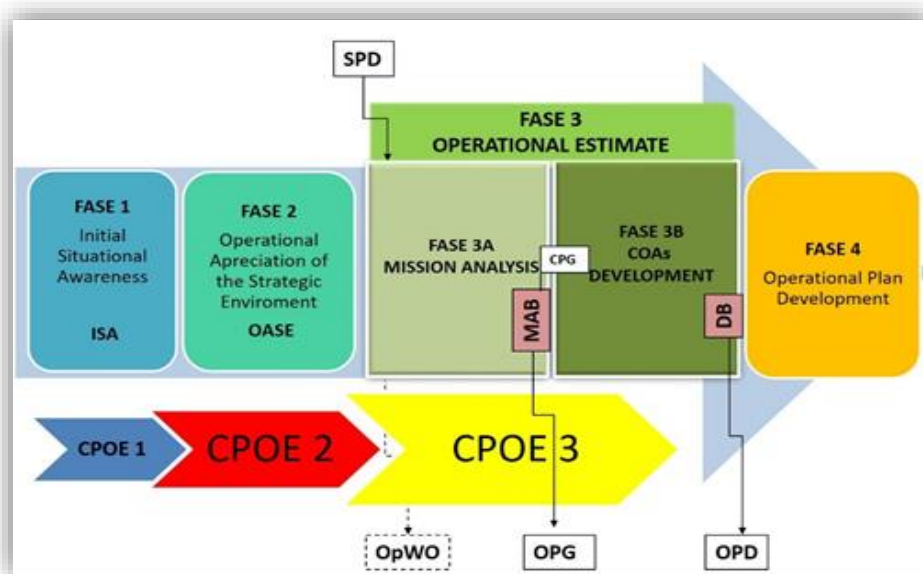 SPD
FASE 3
OPERATIONAL ESTIMATE
FASE 1
Initial
Situational
Awareness
ISA
FASE 2
Operational
Apreciation of
the Strategic
Enviroment
OASE
FASE 3A
MISSION ANALYSIS
CPG
MAB
FASE 3B
COAs
DEVELOPMENT
DB
FASE 4
Operational Plan
Development
CPOE 1
CPOE 2
CPOE 3
OpWO
OPG
OPD